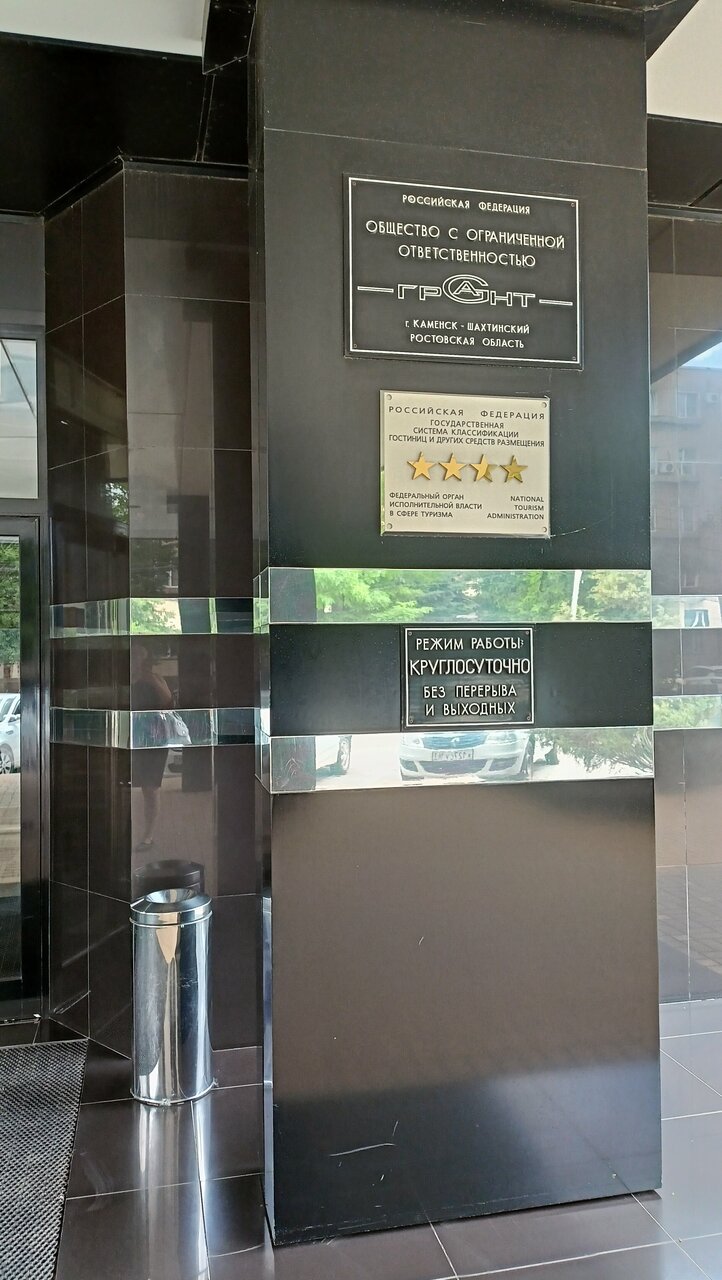 РОССИЙСКАЯ ФЕДЕРАЦИЯ
ОБЩЕСТВО С ОГРАНИЧЕННОЙ
ОТВЕТСТВЕННОСТЬЮ
ГРАНТ
г. КАМЕНСК - ШАХТИНСКИЙ
РОСТОВСКАЯ ОБЛАСТЬ
РОССИЙСКАЯ ФЕДЕРАЦИЯ
ГОСУДАРСТВЕННАЯ
СИСТЕМА КЛАССИФИКАЦИИ
ГОСТИНИЦ И ДРУГИХ СРЕДСТВ РАЗМЕЩЕНИЯ
ФЕДЕРАЛЬНЫЙ ОРГАН
ИСПОЛНИТЕЛЬНОЙ ВЛАСТИ
В СФЕРЕ ТУРИЗМА
NATIONAL
TOURISM
ADMINISTRATION
РЕЖИМ РАБОТЫ:
КРУГЛОСУТОЧНО
БЕЗ ПЕРЕРЫВА
И ВЫХОДНЫХ